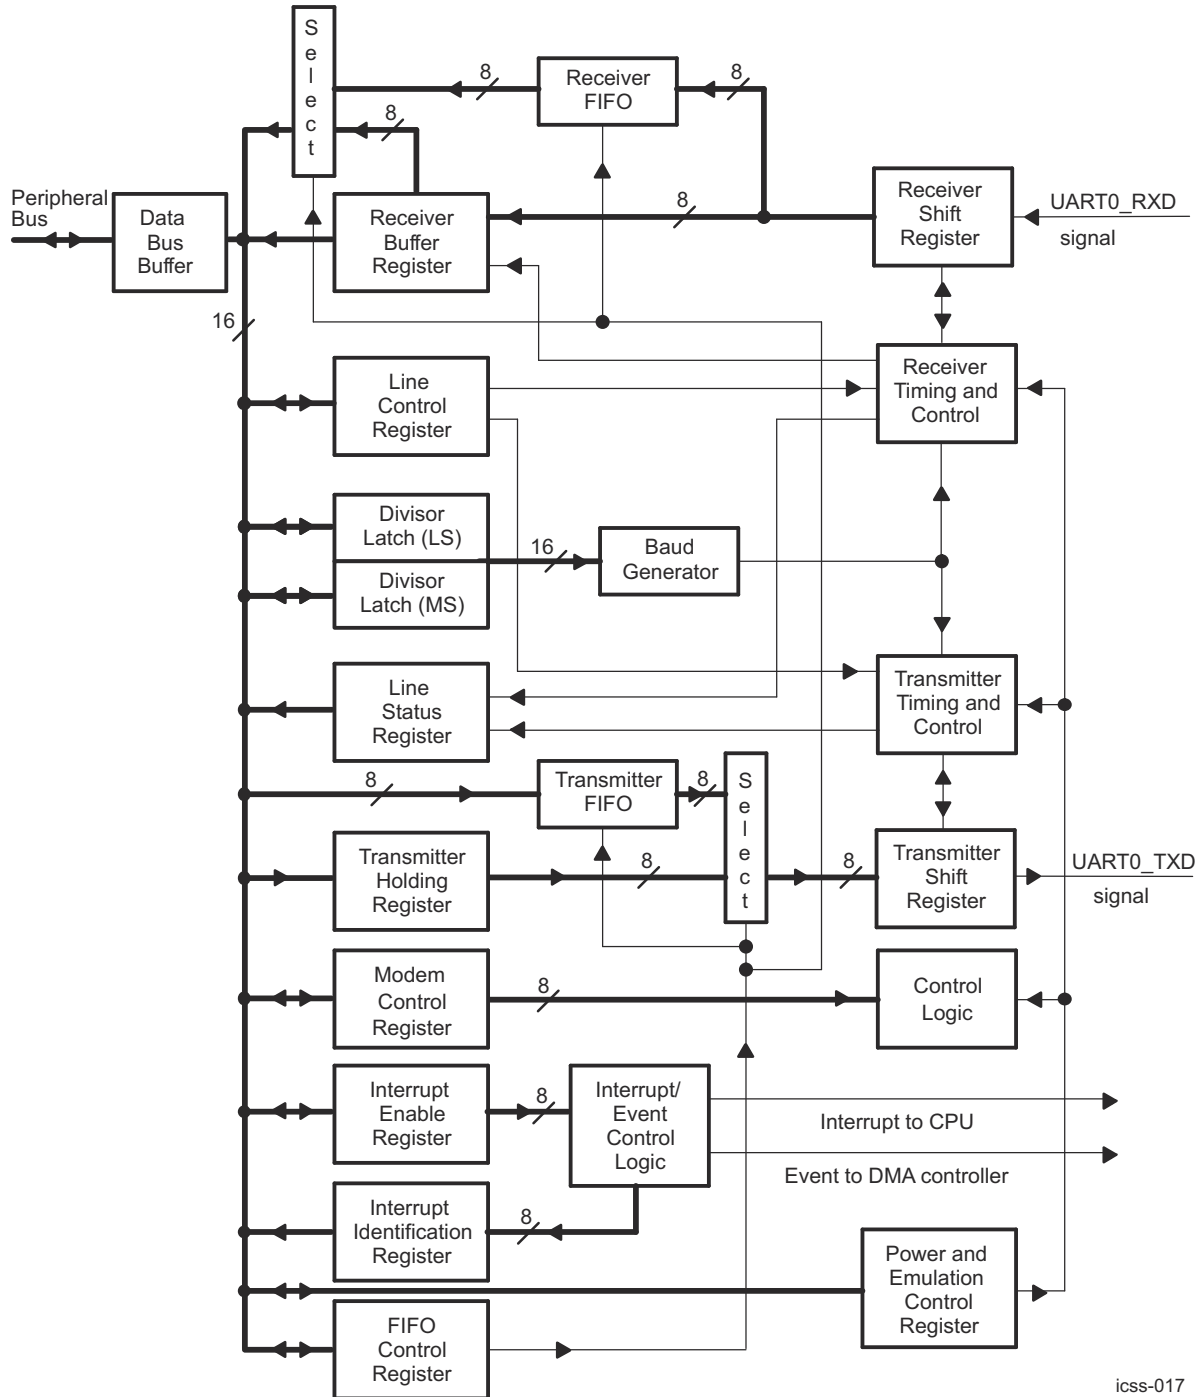 S
e
l
e
c
t
8
Receiver
FIFO
8
8
Peripheral
Bus
Data
Bus
Buffer
Receiver
Buffer
Register
8
Receiver
Shift
Register
UART0_RXD
signal
16
Line
Control
Register
Receiver
Timing and
Control
Divisor
Latch (LS)
Divisor
Latch (MS)
16
Baud
Generator
Line
Status
Register
Transmitter
Timing and
Control
8
Transmitter
FIFO
8
S
e
l
e
c
t
Transmitter
Holding
Register
8
8
Transmitter
Shift
Register
UART0_TXD
signal
Modem
Control
Register
8
Control
Logic
Interrupt
Enable
Register
8
Interrupt/
Event
Control
Logic
Interrupt to CPU
Event to DMA controller
Interrupt
Identification
Register
8
Power and
Emulation
Control
Register
FIFO
Control
Register
icss-017